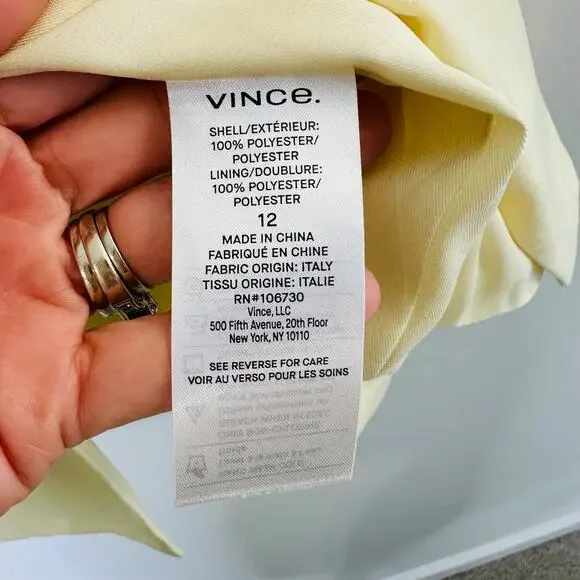 VINCE.
SHELL/EXTÉRIEUR:
100% POLYESTER/
POLYESTER
LINING/DOUBLURE:
100% POLYESTER/
POLYESTER
12
MADE IN CHINA
FABRIQUÉ EN CHINE
FABRIC ORIGIN: ITALY
TISSU ORIGINE: ITALIE
RN#106730
Vince, LLC
500 Fifth Avenue, 20th Floor
New York, NY 10110
SEE REVERSE FOR CARE
VOIR AU VERSO POUR LES SOINS